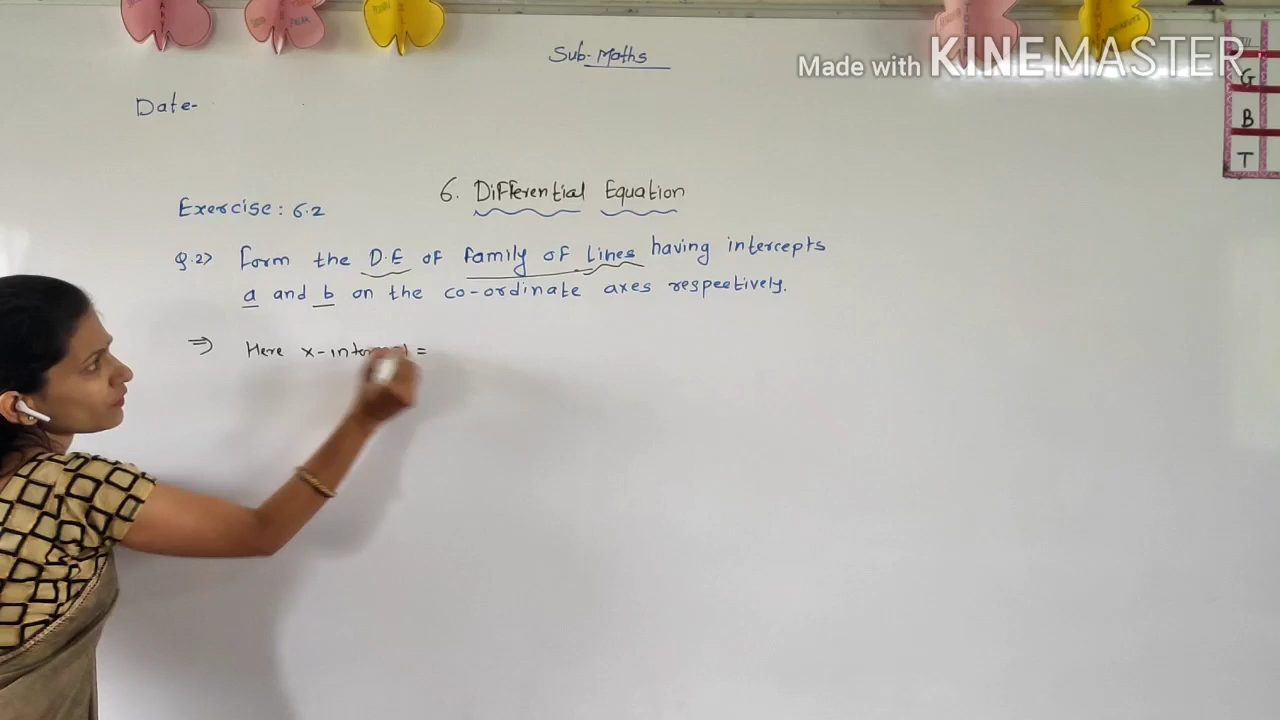 Sub- Maths
Made with KINEMASTER
G
B
T
Date-
6. Differential Equation
Exercise: 6.2
Q.2> Form the D.E of family of lines having intercepts
a and b on the co-ordinate axes respectively.
⇒ Here x- =